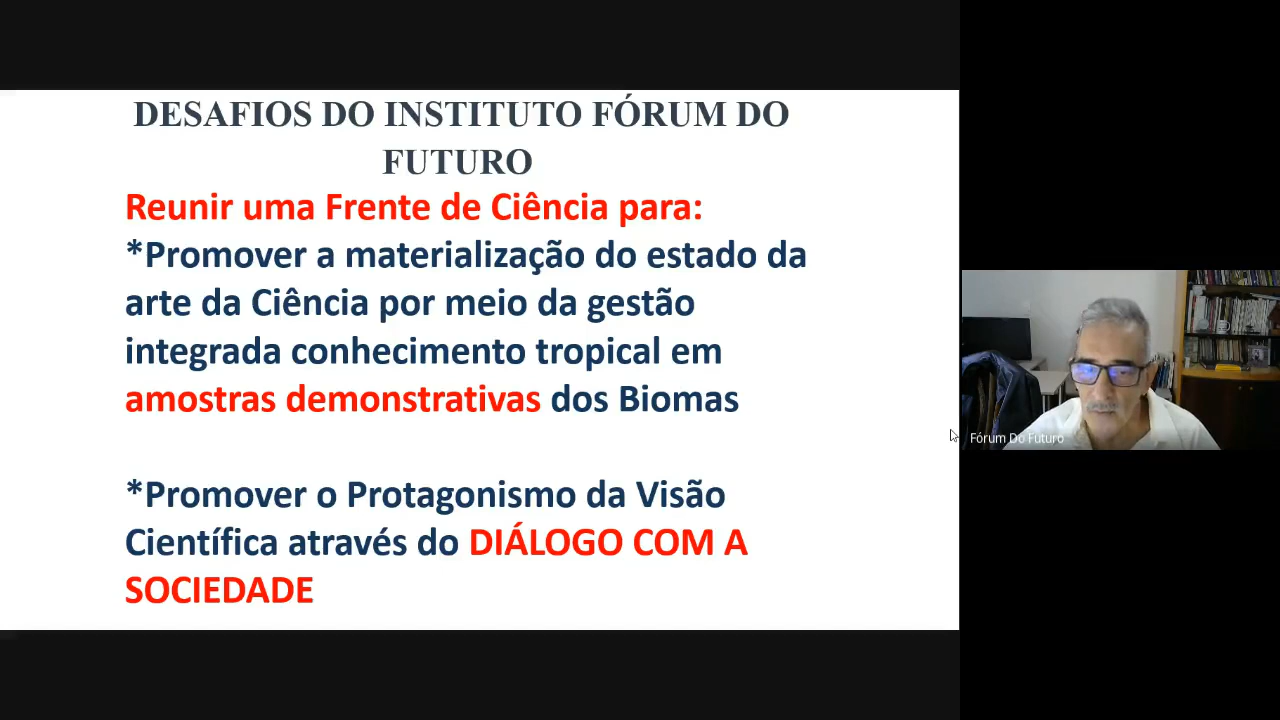 DESAFIOS DO INSTITUTO FÓRUM DO
FUTURO
Reunir uma Frente de Ciência para:
*Promover a materialização do estado da
arte da Ciência por meio da gestão
integrada conhecimento tropical em
amostras demonstrativas dos Biomas
*Promover o Protagonismo da Visão
Científica através do DIÁLOGO COM A
SOCIEDADE
Fórum Do Futuro